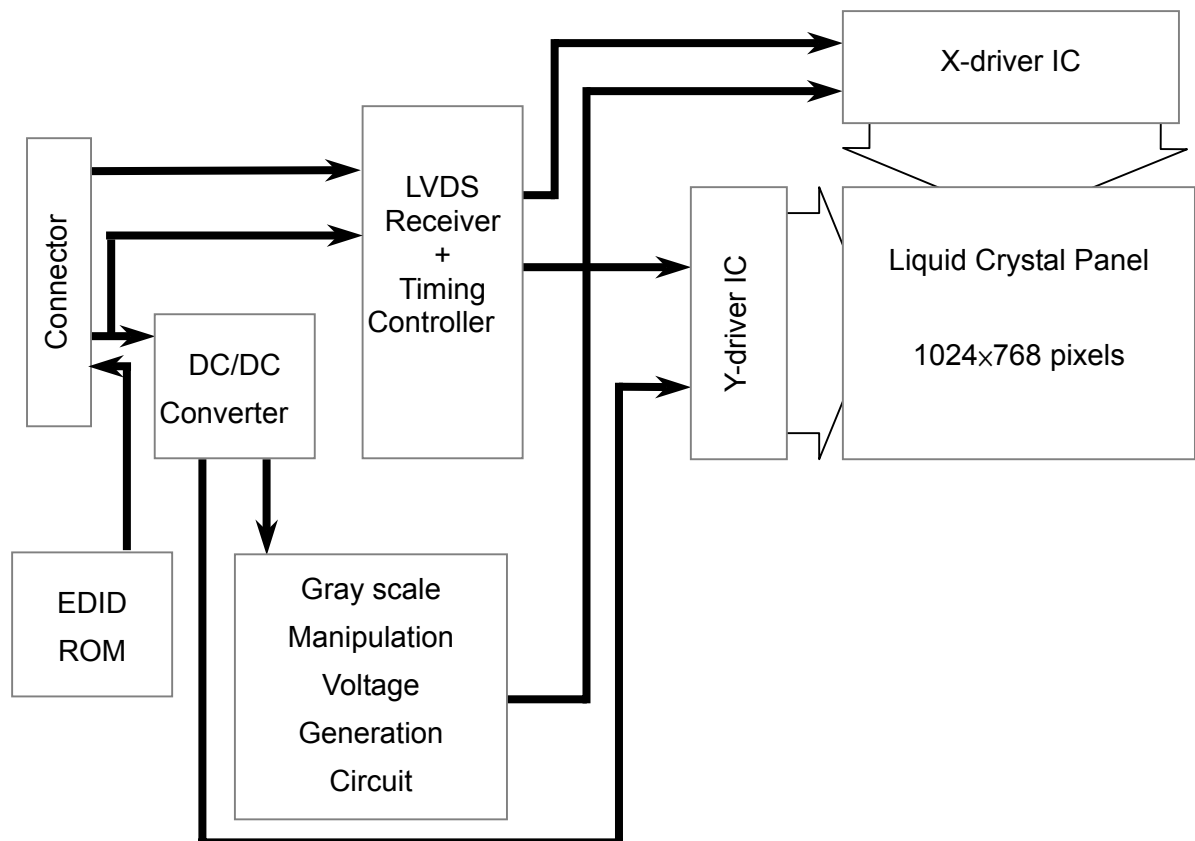 X-driver IC
Connector
LVDS
Receiver
+
Timing
Controller
Y-driver IC
Liquid Crystal Panel
1024×768 pixels
DC/DC
Converter
EDID
ROM
Gray scale
Manipulation
Voltage
Generation
Circuit